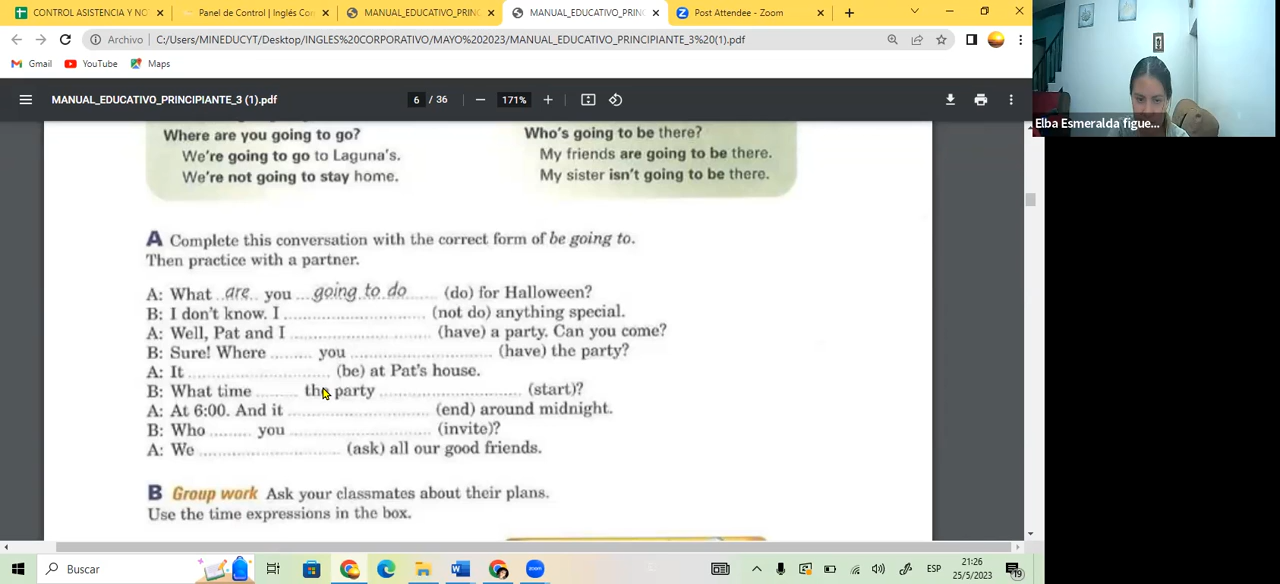 CONTROL ASISTENCIA Y NO
Panel de Control | Inglés Con
MANUAL_EDUCATIVO_PRINC
MANUAL_EDUCATIVO_PRINC
Post Attendee - Zoom
Archivo C:/Users/MINEDUCYT/Desktop/INGLES%20CORPORATIVO/MAYO%202023/MANUAL_EDUCATIVO_PRINCIPIANTE_3%20(1).pdf
Gmail YouTube Maps
MANUAL_EDUCATIVO_PRINCIPIANTE_3 (1).pdf 6 / 36 171%
Elba Esmeralda figue...
Where are you going to go?
We're going to go to Laguna's.
We're not going to stay home.
Who's going to be there?
My friends are going to be there.
My sister isn't going to be there.
A Complete this conversation with the correct form of be going to.
Then practice with a partner.
A: What are you going to do (do) for Halloween?
B: I don't know. I ............ (not do) anything special.
A: Well, Pat and I ............ (have) a party. Can you come?
B: Sure! Where ........ you ............ (have) the party?
A: It ............ (be) at Pat's house.
B: What time ........ the party ............ (start)?
A: At 6:00. And it ............ (end) around midnight.
B: Who ........ you ............ (invite)?
A: We ............ (ask) all our good friends.
B Group work Ask your classmates about their plans.
Use the time expressions in the box.
Buscar
ESP
21:26
25/5/2023
19